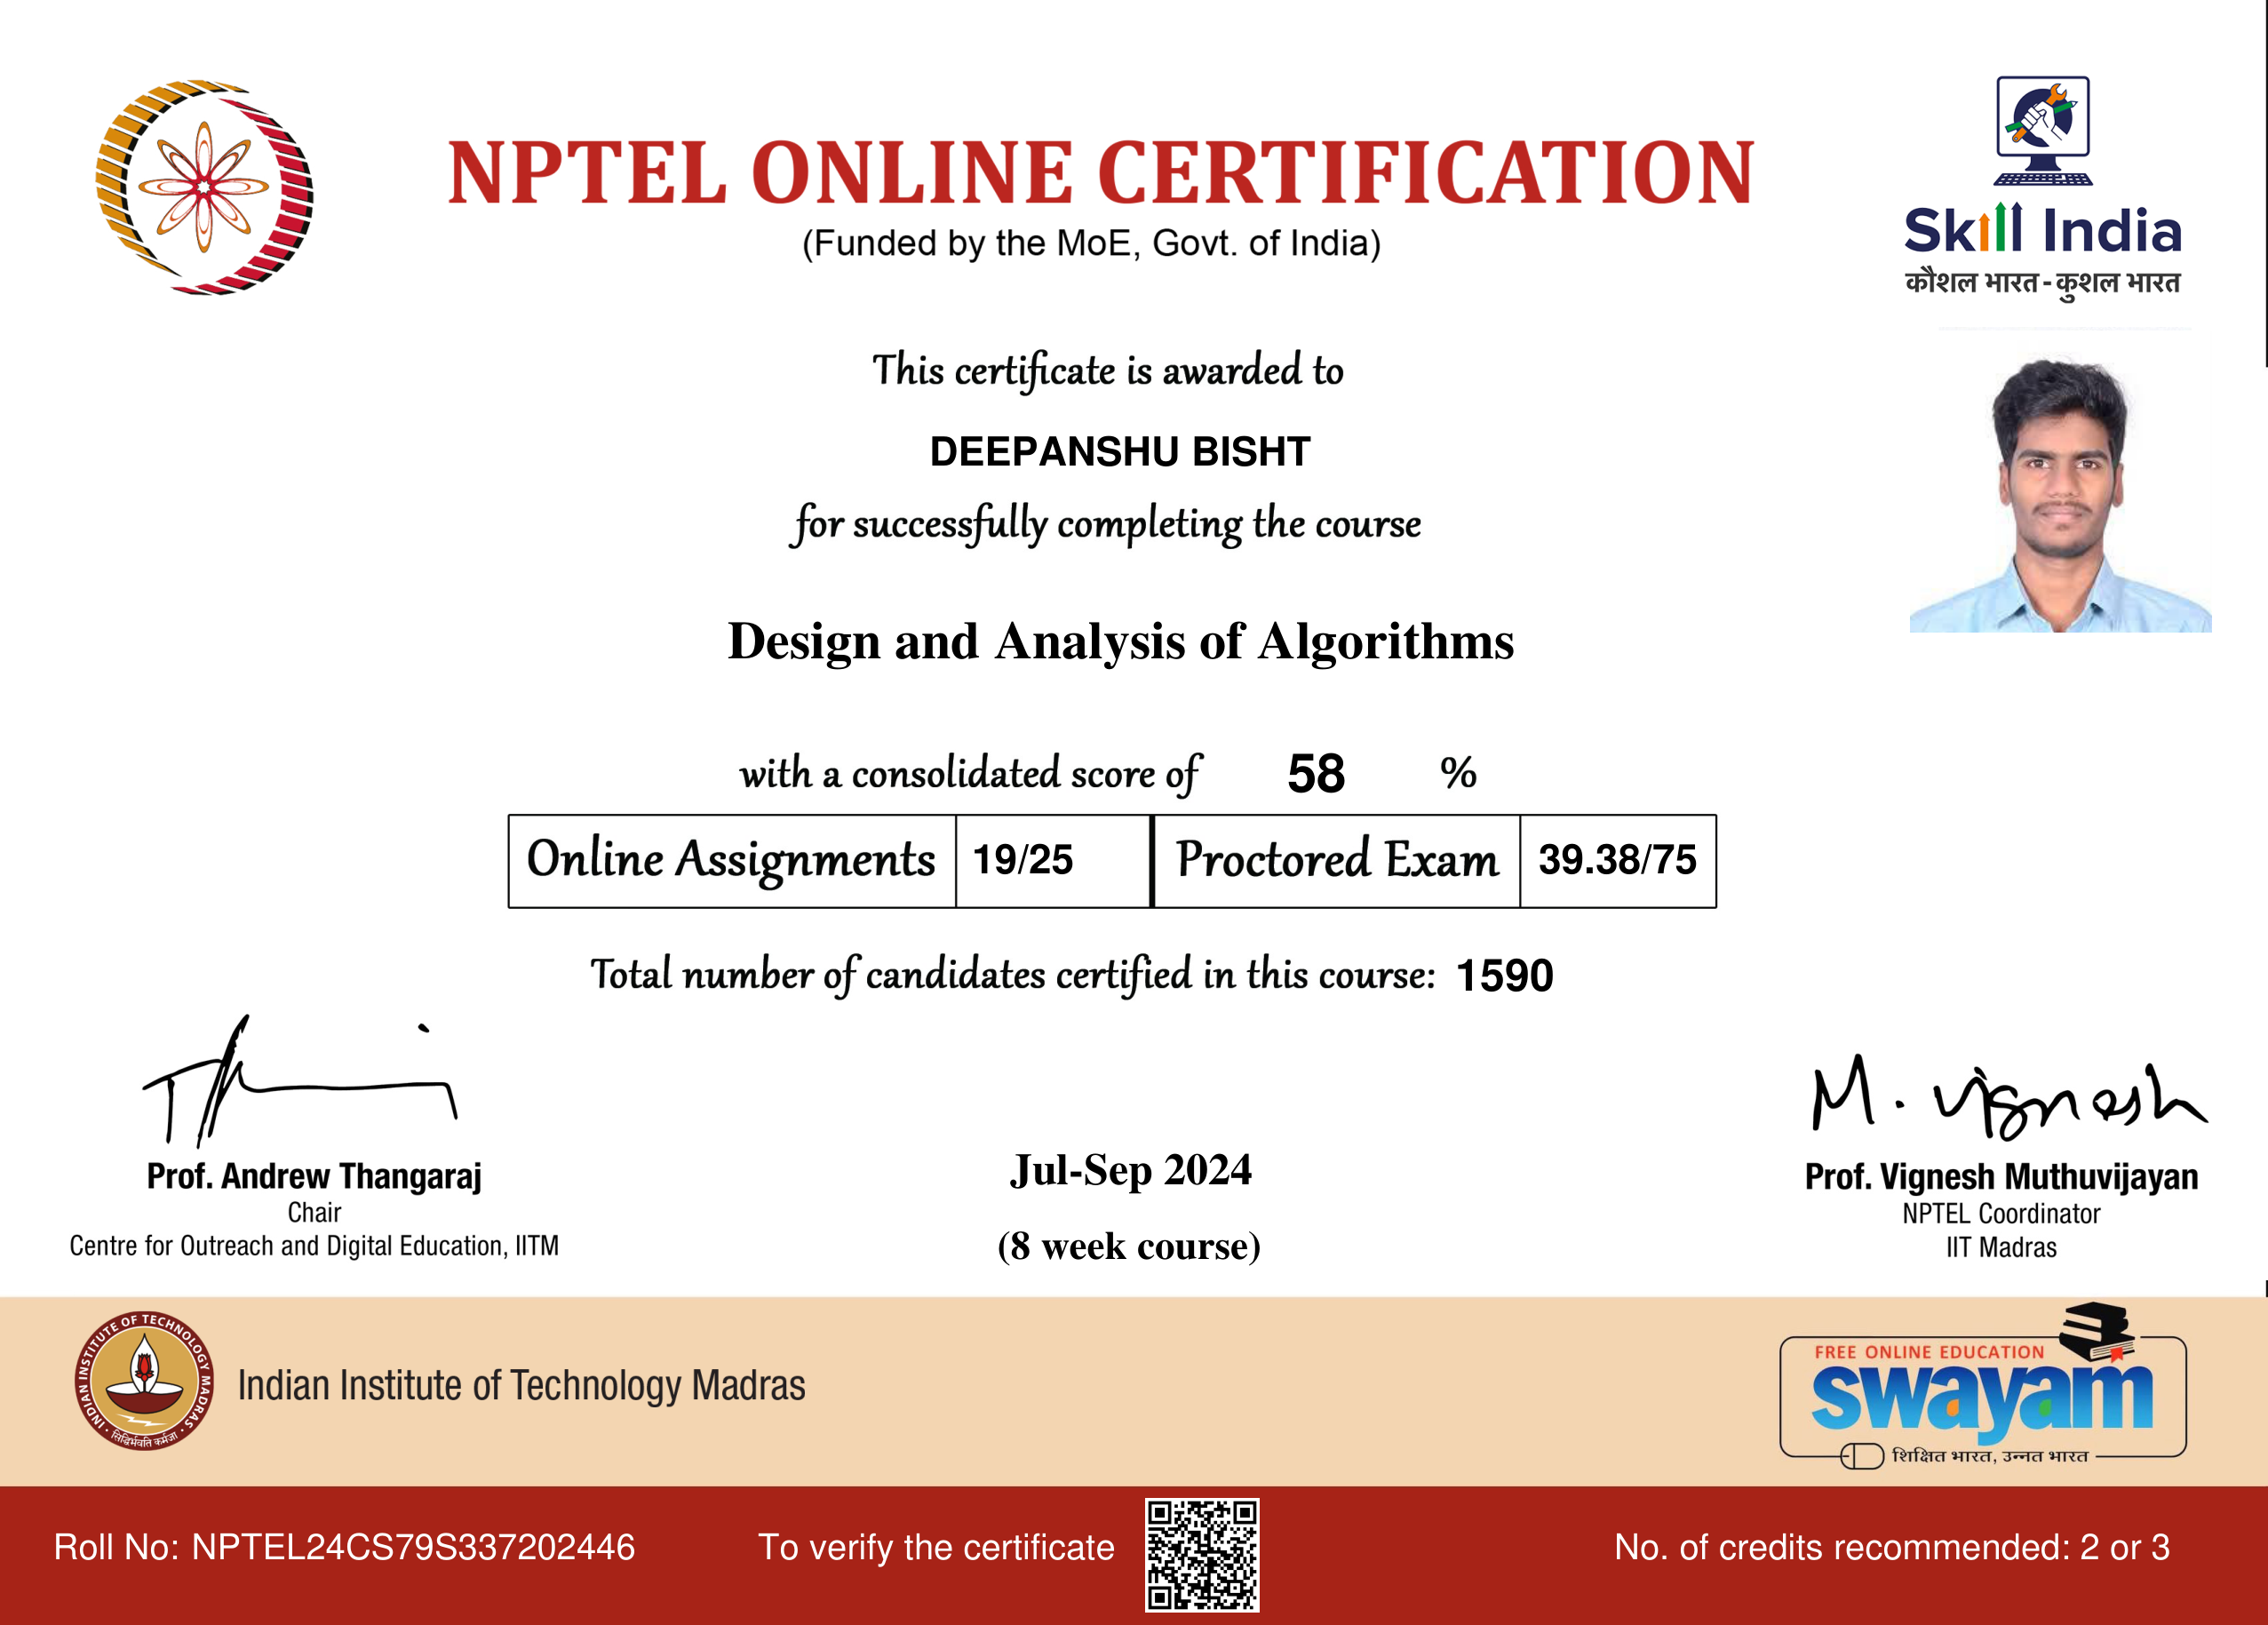 NPTEL ONLINE CERTIFICATION
(Funded by the MoE, Govt. of India)
Skill India
कौशल भारत - कुशल भारत
This certificate is awarded to
DEEPANSHU BISHT
for successfully completing the course
Design and Analysis of Algorithms
with a consolidated score of 58 %
Online Assignments 19/25 Proctored Exam 39.38/75
Total number of candidates certified in this course: 1590
M. Vignesh
Prof. Andrew Thangaraj
Chair
Centre for Outreach and Digital Education, IITM
Jul-Sep 2024
(8 week course)
Prof. Vignesh Muthuvijayan
NPTEL Coordinator
IIT Madras
INDIAN INSTITUTE OF TECHNOLOGY MADRAS
सिद्धिर्भवति कर्मजा
Indian Institute of Technology Madras
FREE ONLINE EDUCATION
swayam
शिक्षित भारत, उन्नत भारत
Roll No: NPTEL24CS79S337202446
To verify the certificate
No. of credits recommended: 2 or 3